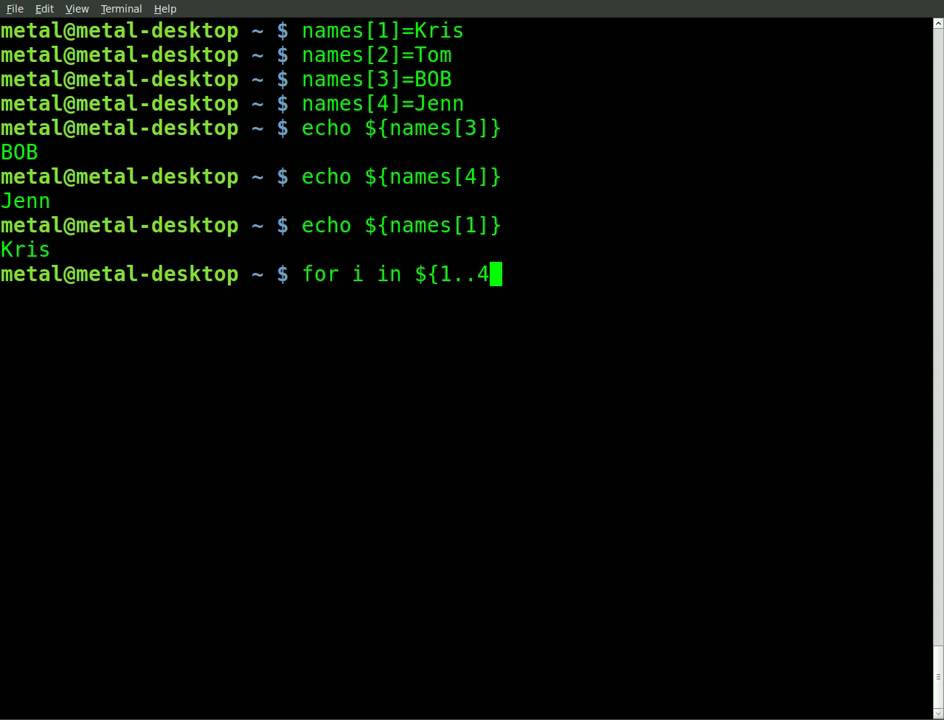 File Edit View Terminal Help
metal@metal-desktop ~ $ names[1]=Kris
metal@metal-desktop ~ $ names[2]=Tom
metal@metal-desktop ~ $ names[3]=BOB
metal@metal-desktop ~ $ names[4]=Jenn
metal@metal-desktop ~ $ echo ${names[3]}
BOB
metal@metal-desktop ~ $ echo ${names[4]}
Jenn
metal@metal-desktop ~ $ echo ${names[1]}
Kris
metal@metal-desktop ~ $ for i in ${1..4